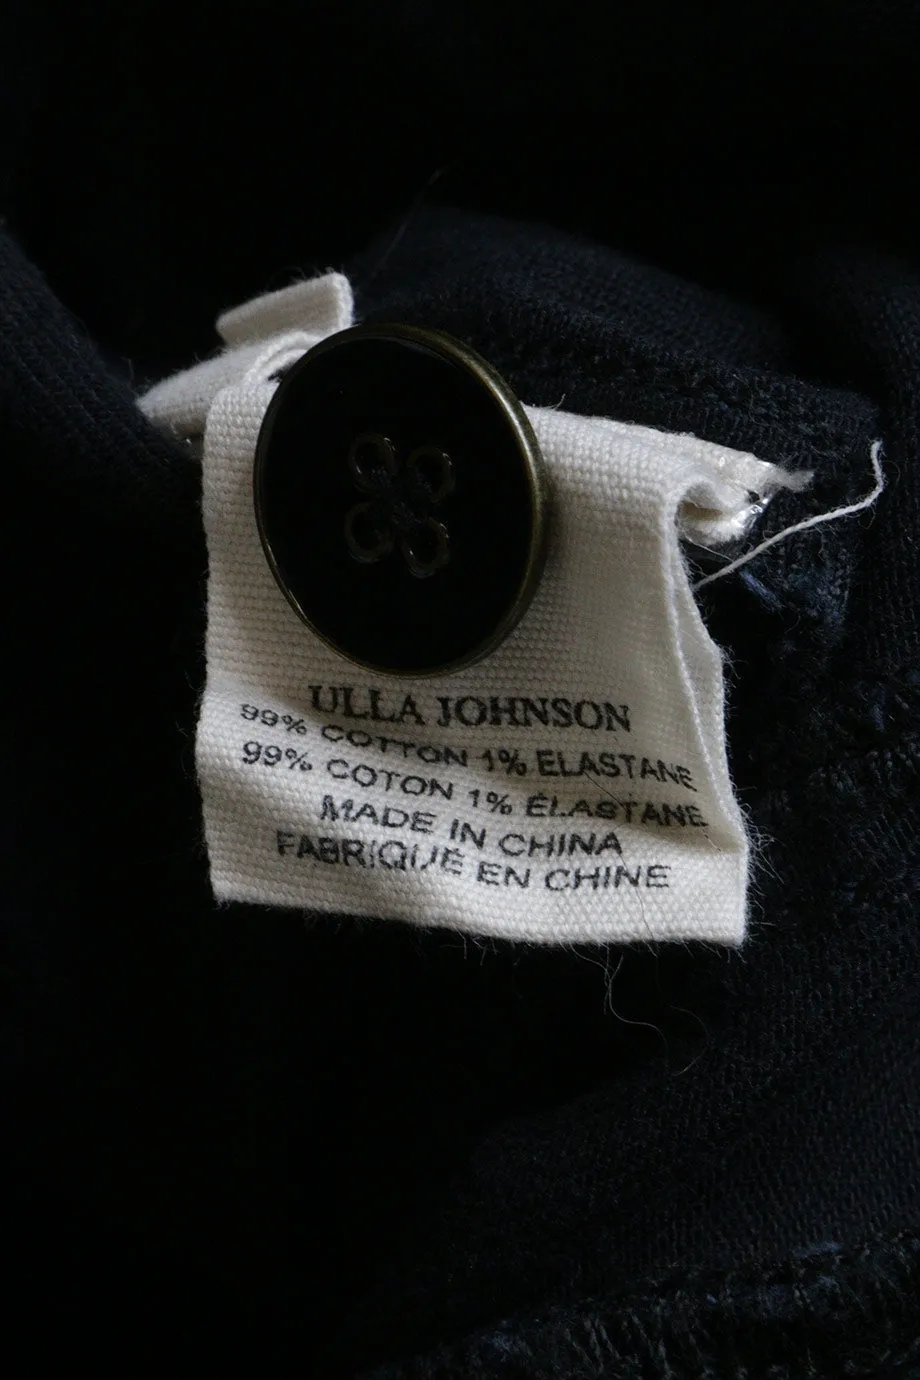 ULLA JOHNSON
99% COTTON 1% ELASTANE
99% COTON 1% ÉLASTANE
MADE IN CHINA
FABRIQUÉ EN CHINE